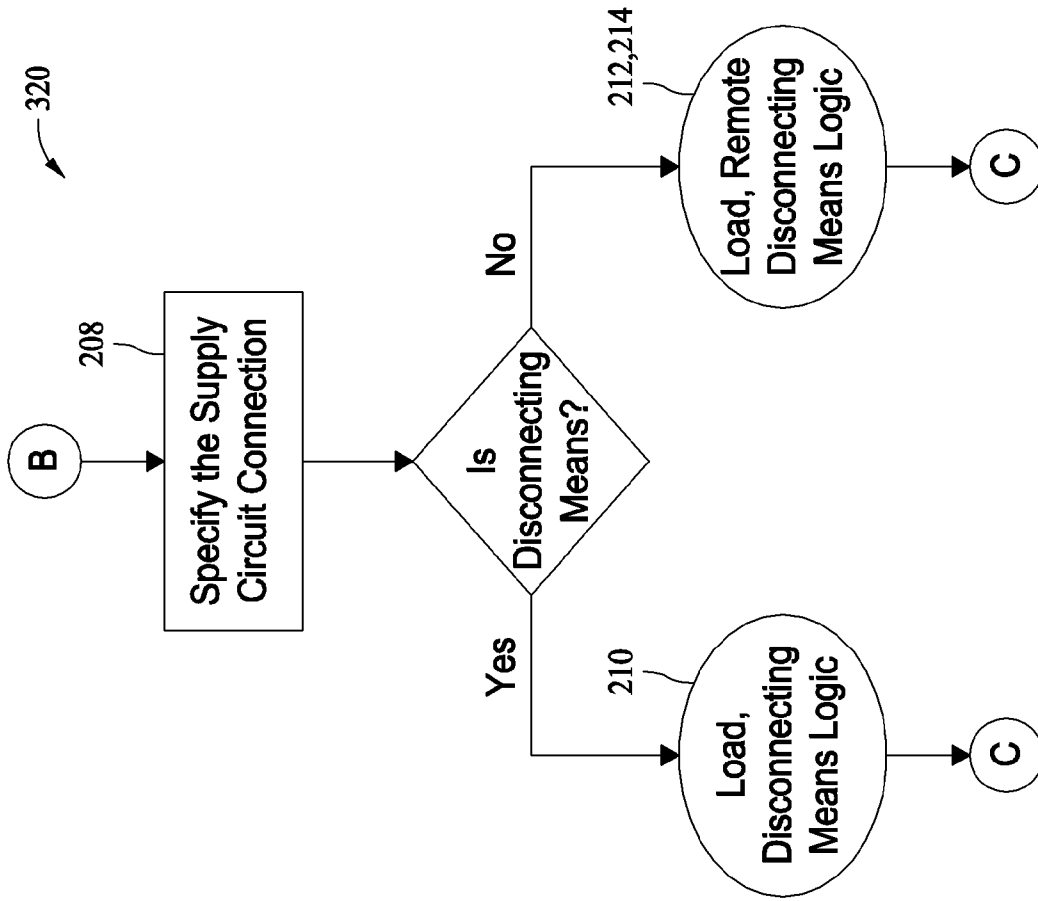 320
B
208
Specify the Supply
Circuit Connection
Is
Disconnecting
Means?
Yes
No
210
Load,
Disconnecting
Means Logic
212,214
Load, Remote
Disconnecting
Means Logic
C
C